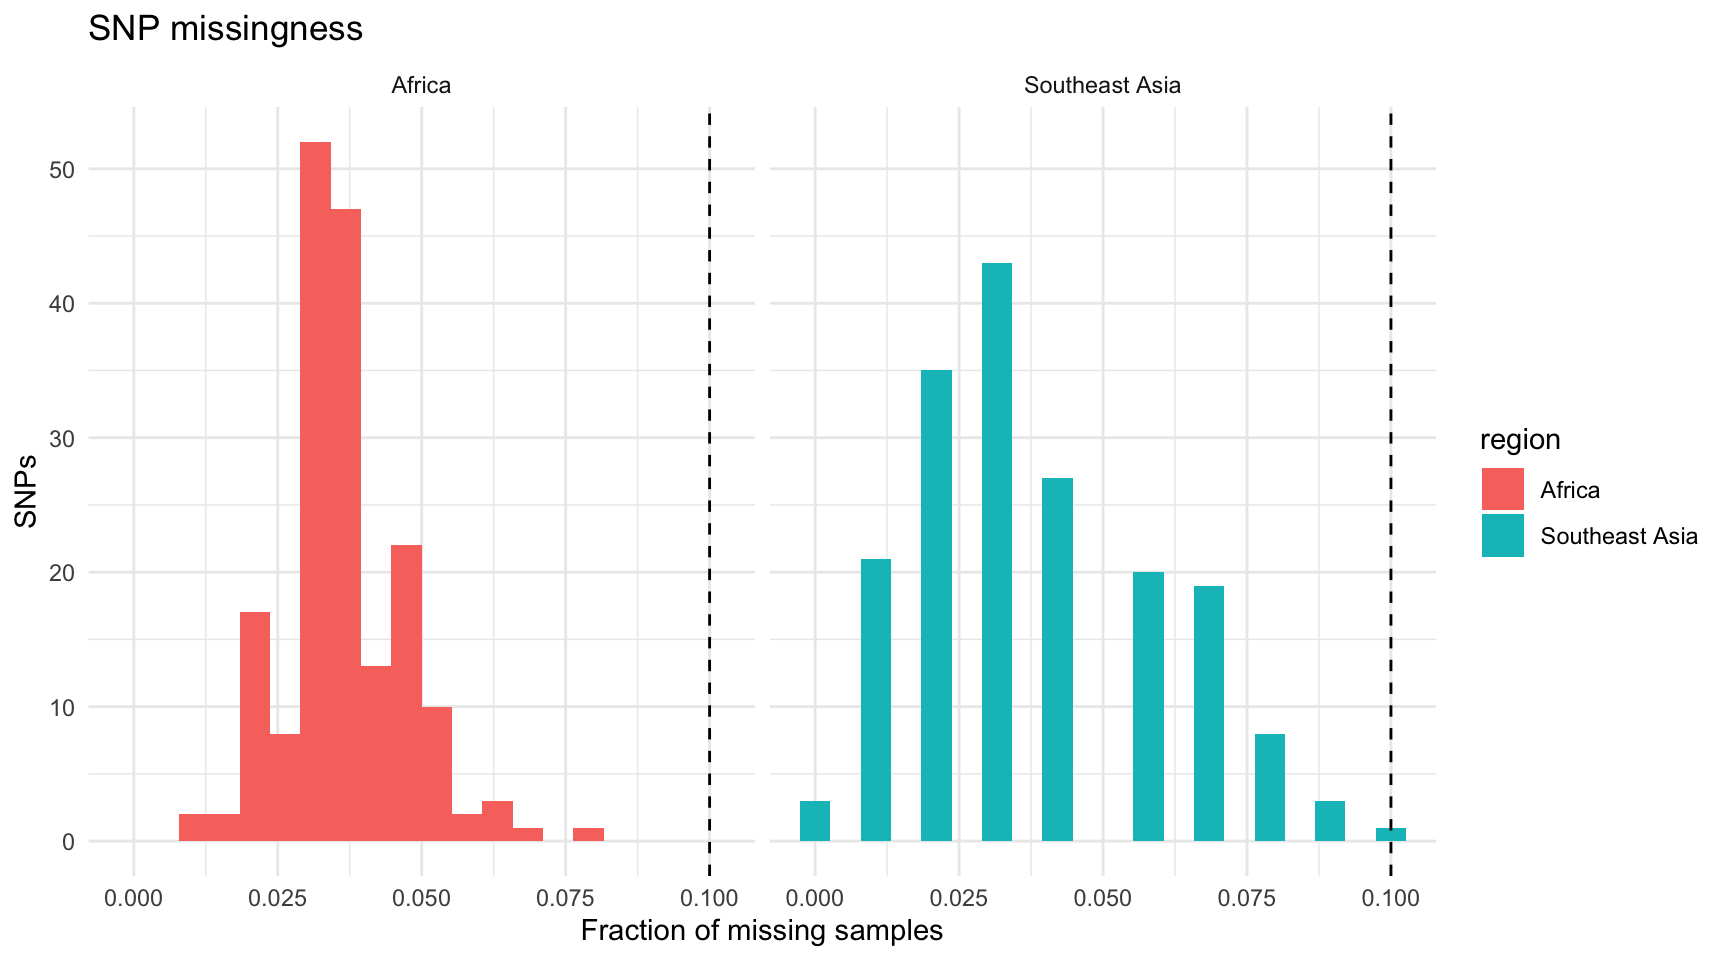 SNP missingness
Africa
Southeast Asia
SNPs
50
40
30
20
10
0
0.000 0.025 0.050 0.075 0.100
0.000 0.025 0.050 0.075 0.100
Fraction of missing samples
region
Africa
Southeast Asia